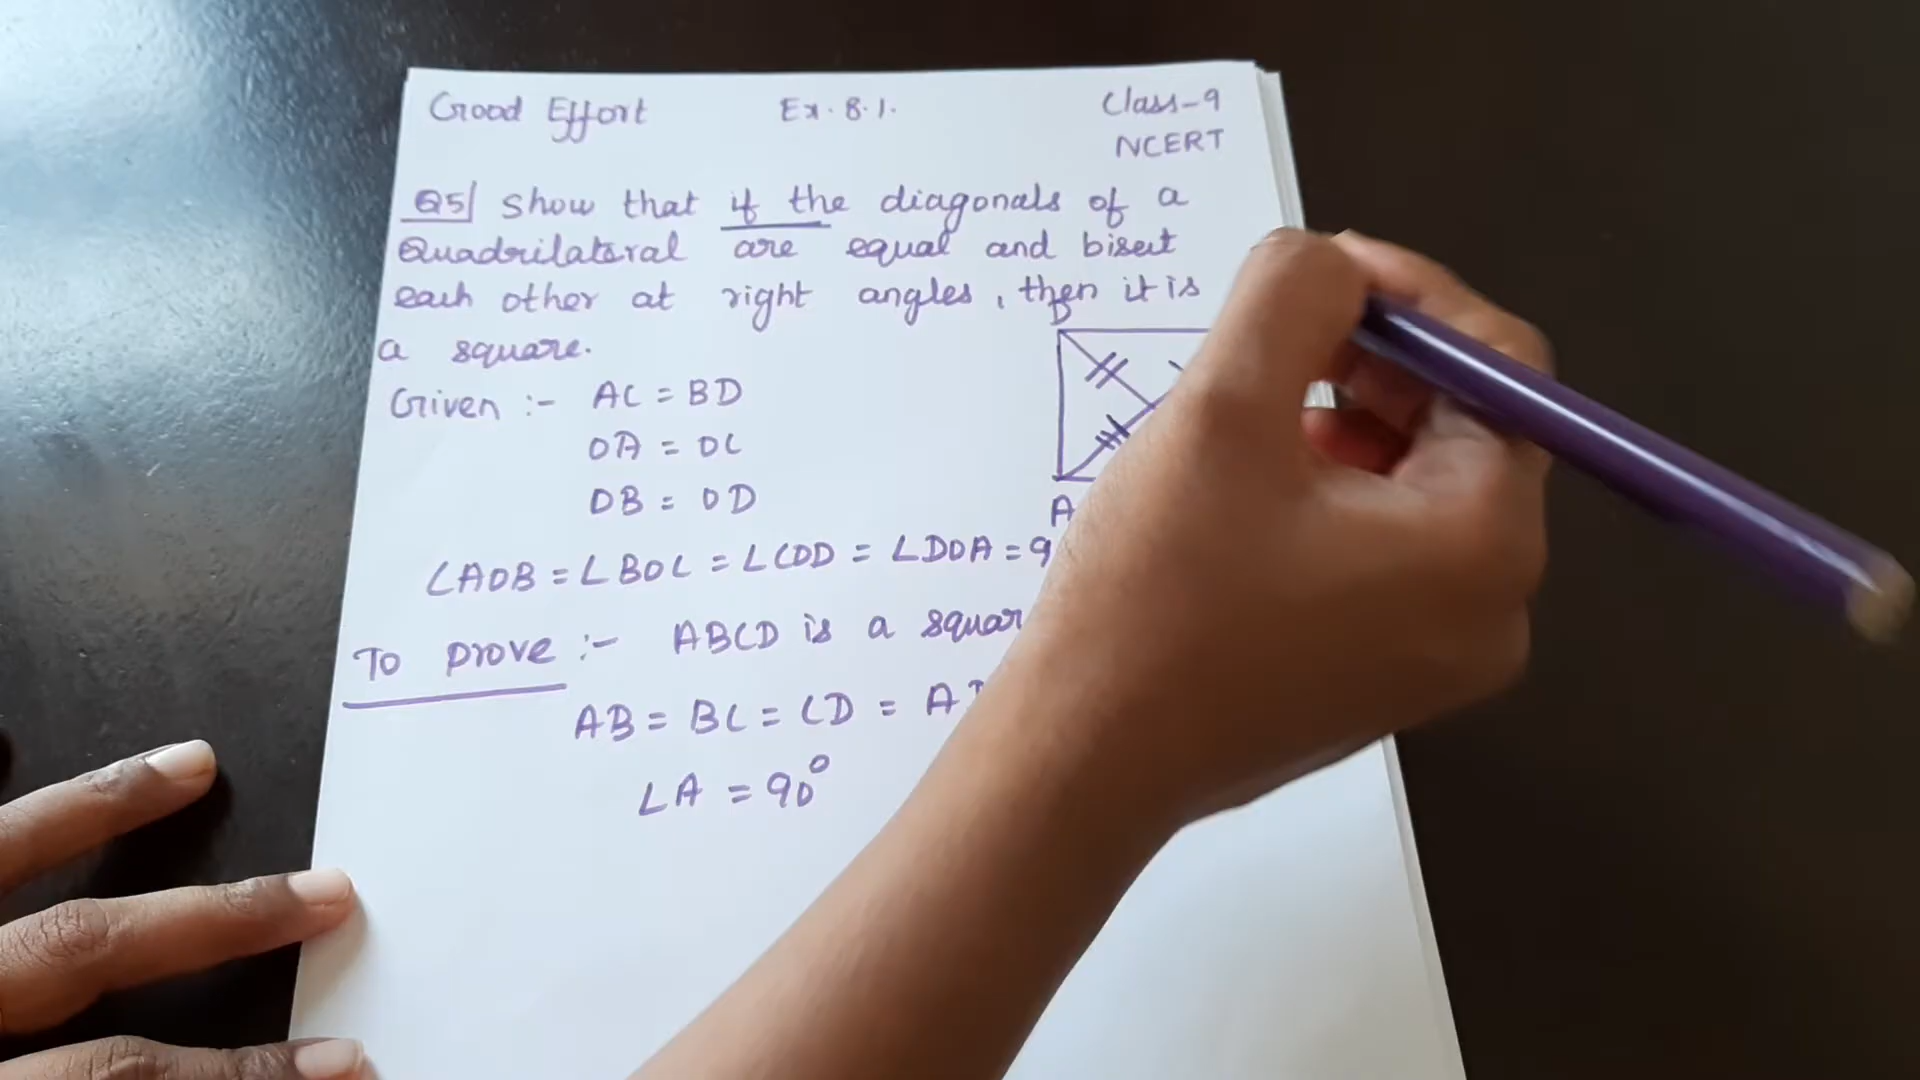 Good Effort Ex. 8.1. Class-9
NCERT
Q5 Show that if the diagonals of a
Quadrilateral are equal and bisect
each other at right angles, then it is
a square.
D
Given :- AC = BD
OA = OC
OB = OD
A
∠AOB = ∠BOC = ∠COD = ∠DOA = 9
To prove :- ABCD is a squar
AB = BC = CD = A
∠A = 90°